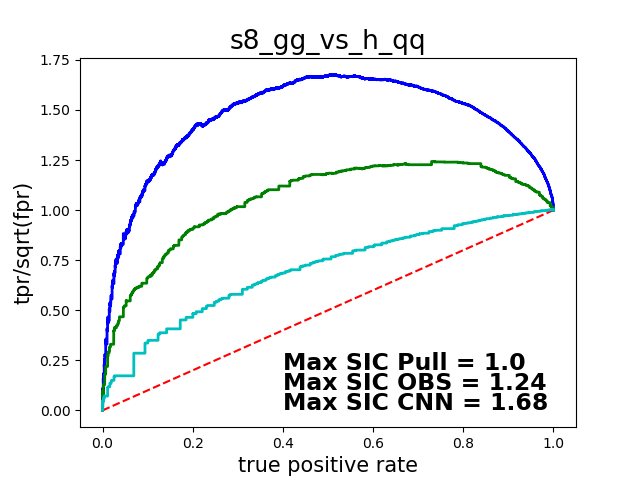 s8_gg_vs_h_qq
1.75
1.50
1.25
1.00
0.75
0.50
0.25
0.00
tpr/sqrt(fpr)
Max SIC Pull = 1.0
Max SIC OBS = 1.24
Max SIC CNN = 1.68
0.0 0.2 0.4 0.6 0.8 1.0
true positive rate